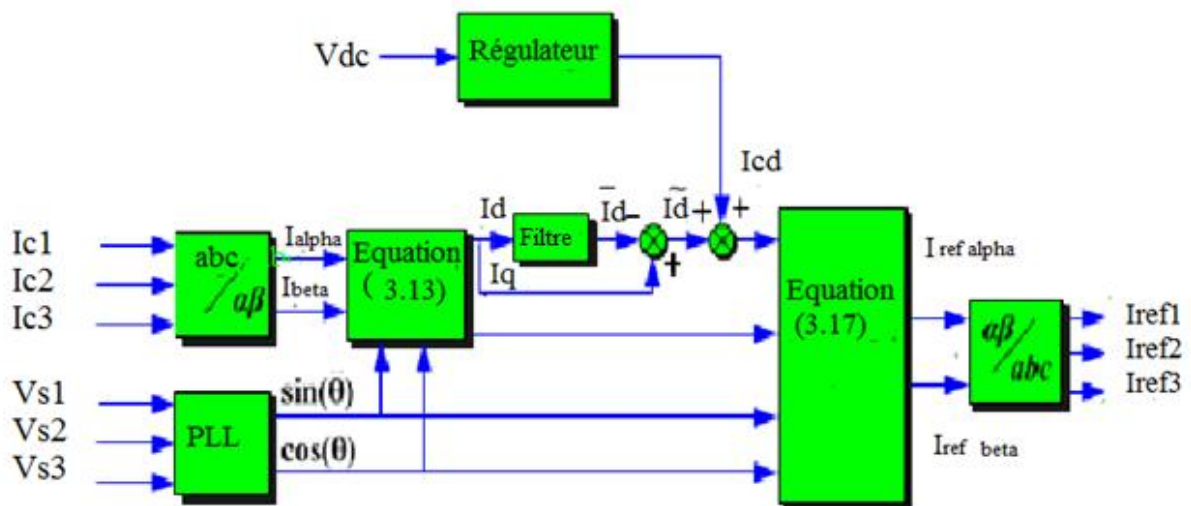 Vdc
Régulateur
Icd
Id
Filtre
Id-
Ĩd+
+
+
Iq
Ic1
Ic2
Ic3
abc/αβ
Ialpha
Ibeta
Equation
( 3.13)
Vs1
Vs2
Vs3
PLL
sin(θ)
cos(θ)
Equation
(3.17)
I ref alpha
Iref beta
αβ/abc
Iref1
Iref2
Iref3